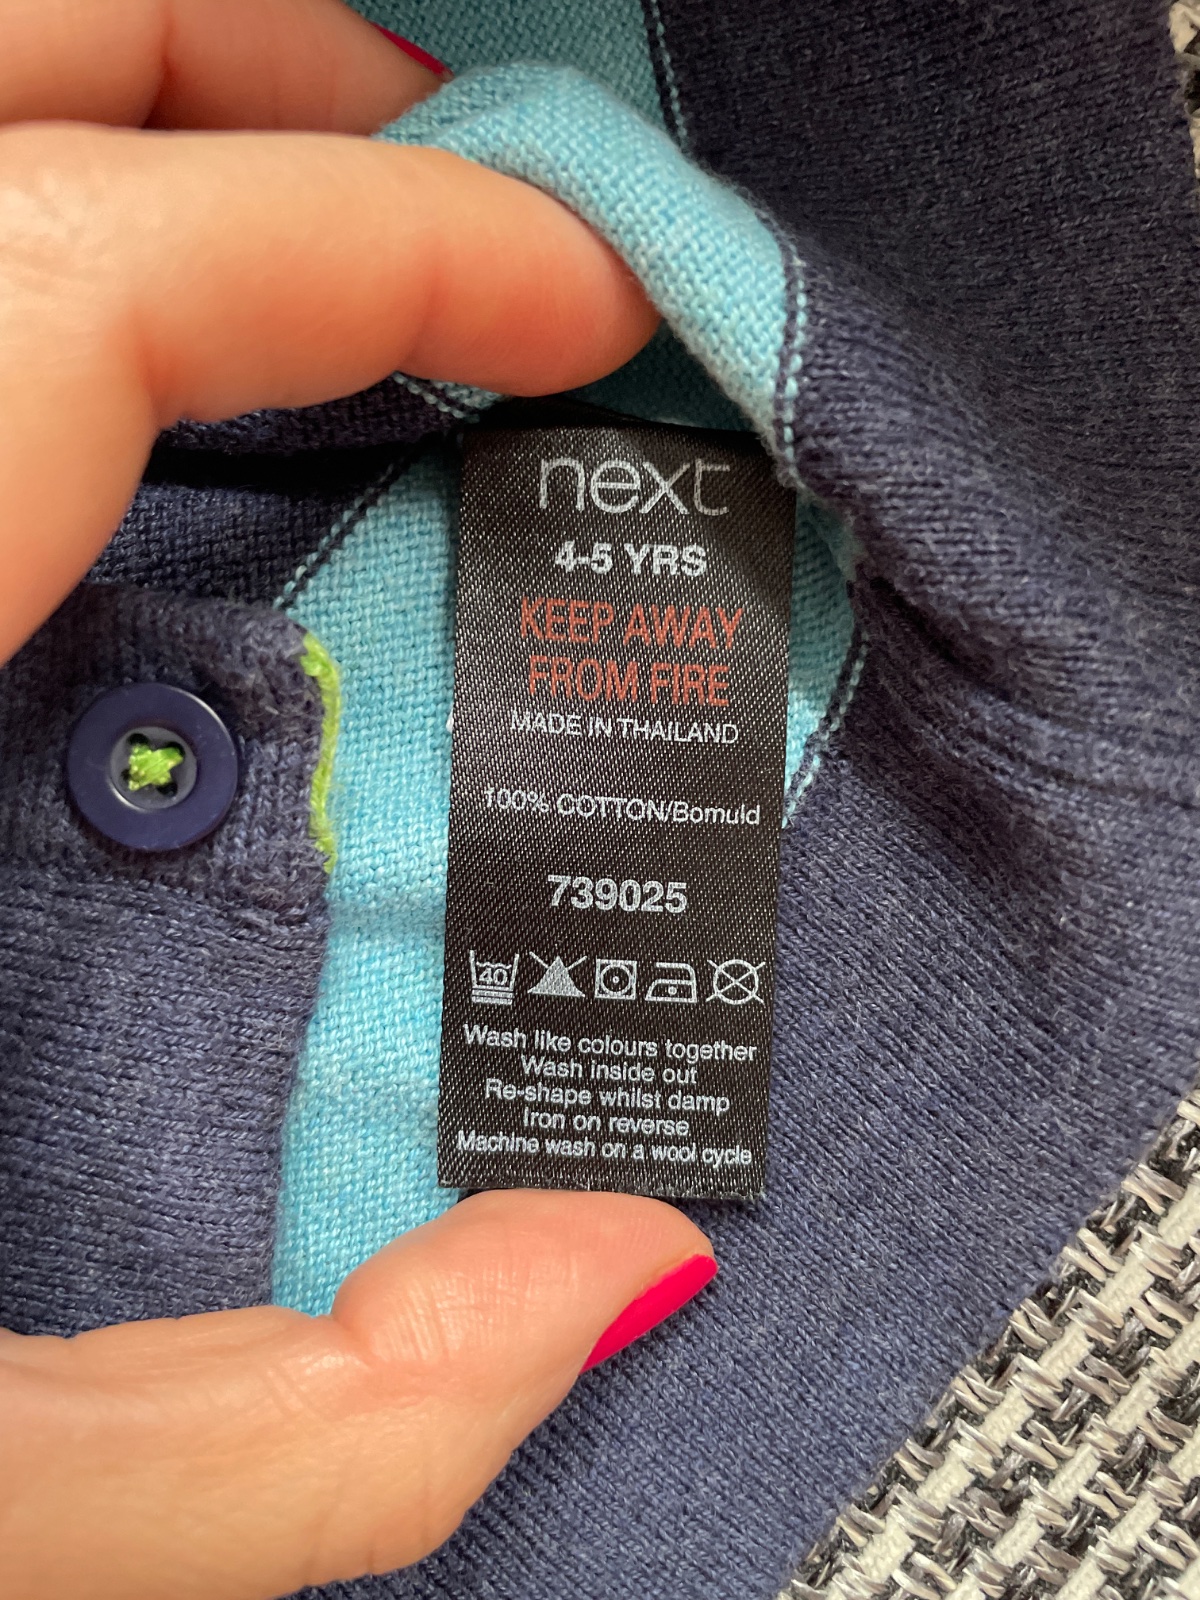 next
4-5 YRS
KEEP AWAY
FROM FIRE
MADE IN THAILAND
100% COTTON/Bomuld
739025
40
Wash like colours together
Wash inside out
Re-shape whilst damp
Iron on reverse
Machine wash on a wool cycle